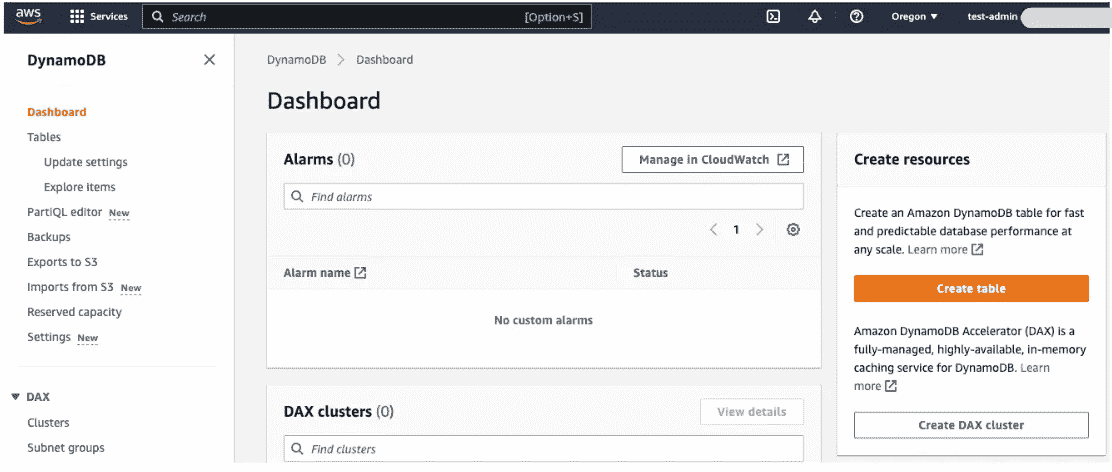 aws
Services
Search
[Option+S]
Oregon
test-admin
DynamoDB
Dashboard
Tables
Update settings
Explore items
PartiQL editor New
Backups
Exports to S3
Imports from S3 New
Reserved capacity
Settings New
DAX
Clusters
Subnet groups
DynamoDB
Dashboard
Dashboard
Alarms (0)
Manage in CloudWatch
Find alarms
1
Alarm name
Status
No custom alarms
DAX clusters (0)
View details
Find clusters
Create resources
Create an Amazon DynamoDB table for fast
and predictable database performance at
any scale. Learn more
Create table
Amazon DynamoDB Accelerator (DAX) is a
fully-managed, highly-available, in-memory
caching service for DynamoDB. Learn
more
Create DAX cluster